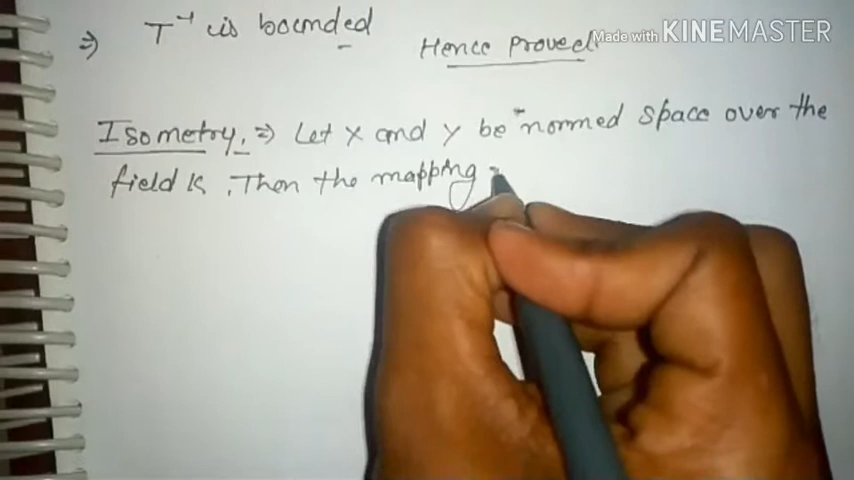 ⇒ T⁻¹ is bounded
Hence Proved
Made with KINEMASTER
Isometry, ⇒ Let X and Y be normed space over the
field K, Then the mapping